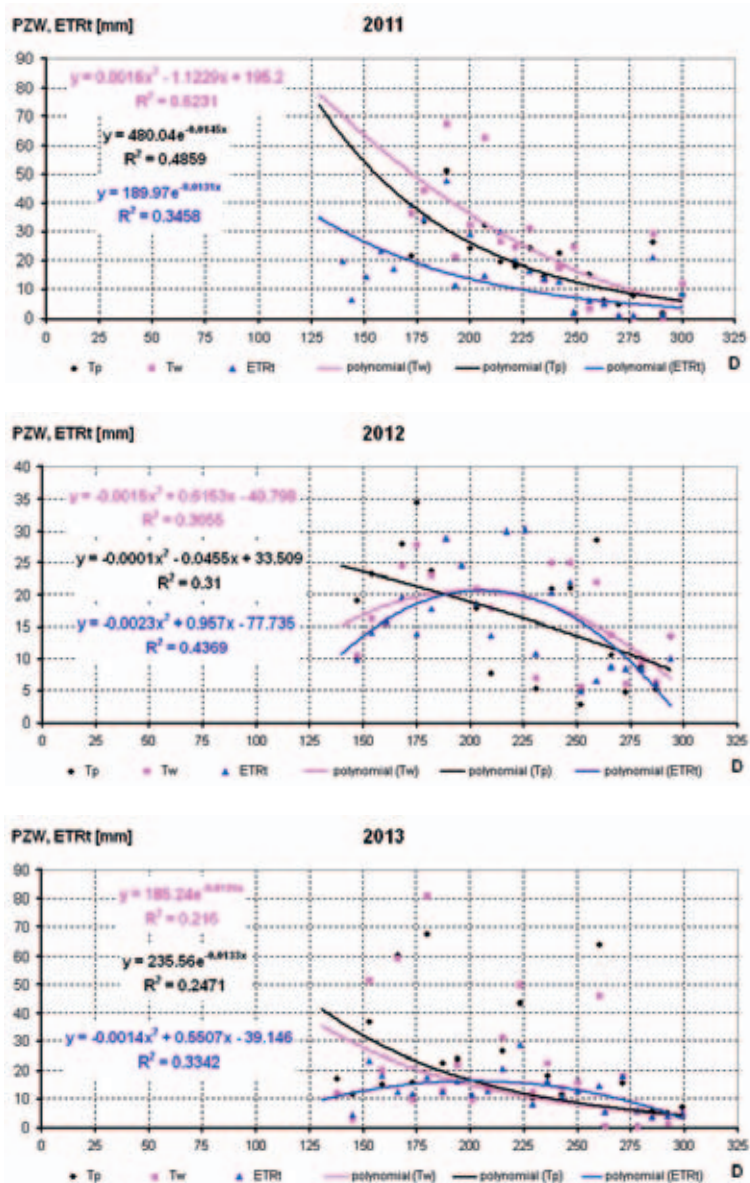 PZW, ETRt [mm] 2011
90
80
70
60
50
40
30
20
10
0
y = 0.0016x² - 1.1229x + 195.2
R² = 0.6231
y = 480.04e^-0.0145x
R² = 0.4859
y = 189.97e^-0.0131x
R² = 0.3458
0 25 50 75 100 125 150 175 200 225 250 275 300 325
Tp Tw ETRt polynomial (Tw) polynomial (Tp) polynomial (ETRt) D
PZW, ETRt [mm] 2012
40
35
30
25
20
15
10
5
0
y = -0.0015x² + 0.6153x - 40.798
R² = 0.3055
y = -0.0001x² - 0.0455x + 33.509
R² = 0.31
y = -0.0023x² + 0.957x - 77.735
R² = 0.4369
0 25 50 75 100 125 150 175 200 225 250 275 300 325
Tp Tw ETRt polynomial (Tw) polynomial (Tp) polynomial (ETRt) D
PZW, ETRt [mm] 2013
90
80
70
60
50
40
30
20
10
0
y = 185.24e
R² = 0.216
y = 235.56e^-0.0133x
R² = 0.2471
y = -0.0014x² + 0.5507x - 39.146
R² = 0.3342
0 25 50 75 100 125 150 175 200 225 250 275 300 325
Tp Tw ETRt polynomial (Tw) polynomial (Tp) polynomial (ETRt) D